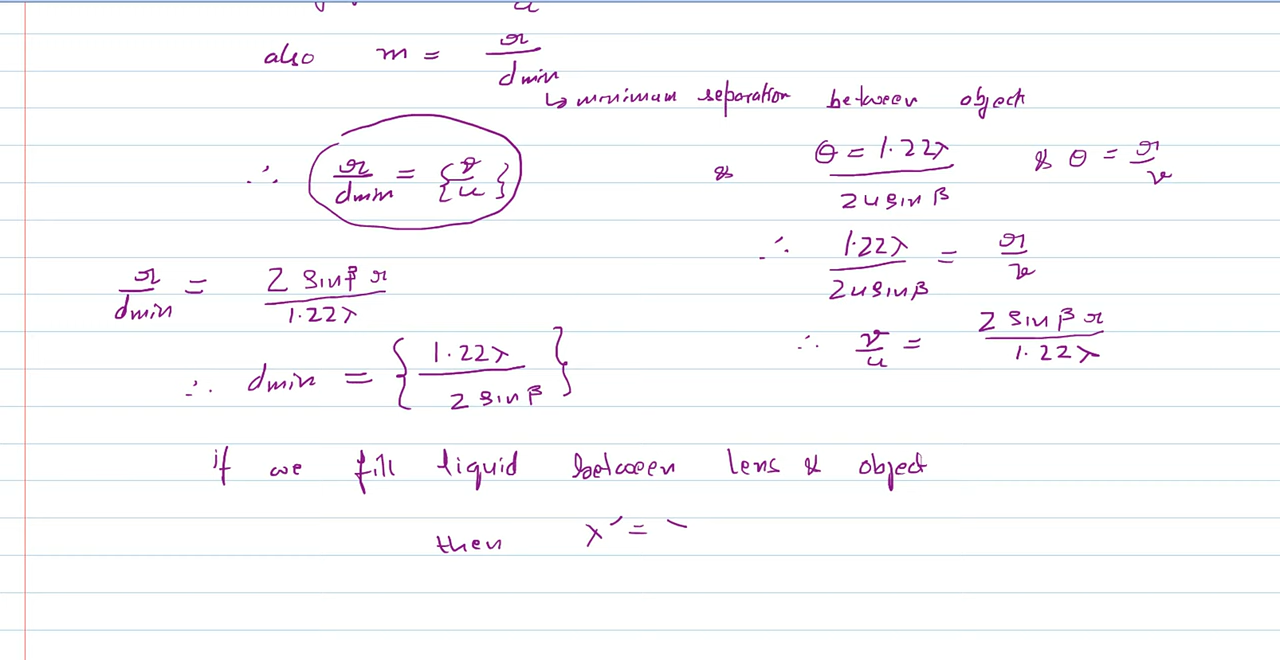 also m = r/dmin
↳ minimum separation between object
∴ r/dmin = {v/u} & θ = 1.22λ/2u sin β & θ = r/v
∴ 1.22λ/2u sin β = r/v
r/dmin = 2 sin β r/1.22λ
∴ v/u = 2 sin β r/1.22λ
∴ dmin = {1.22λ/2 sin β}
if we fill liquid between lens & object
then λ' =